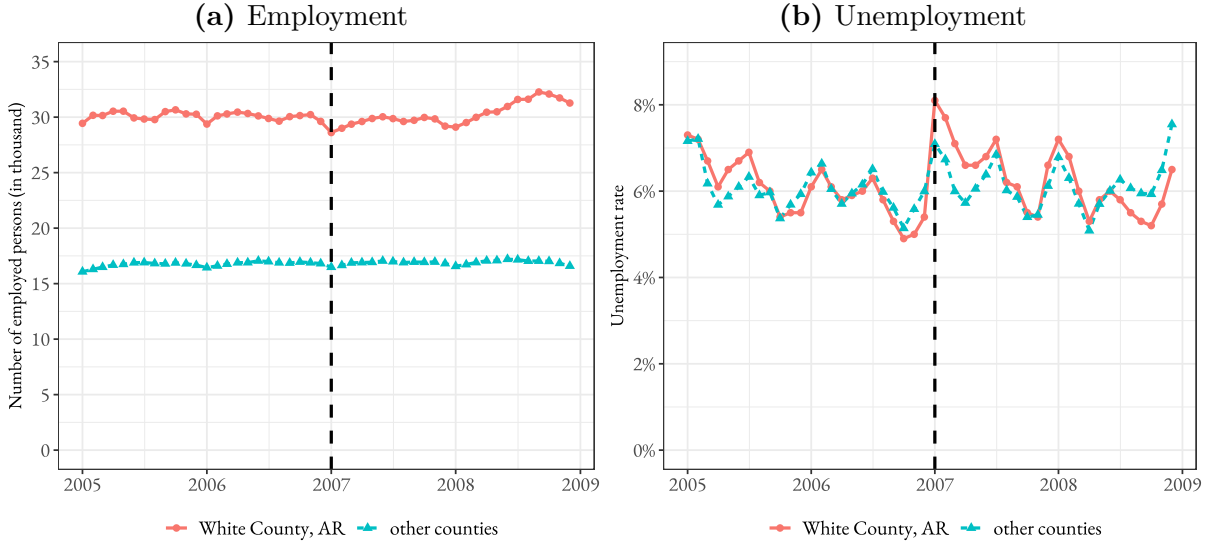 (a) Employment
Number of employed persons (in thousand)
35
30
25
20
15
10
5
0
2005 2006 2007 2008 2009
White County, AR other counties
(b) Unemployment
Unemployment rate
8%
6%
4%
2%
0%
2005 2006 2007 2008 2009
White County, AR other counties